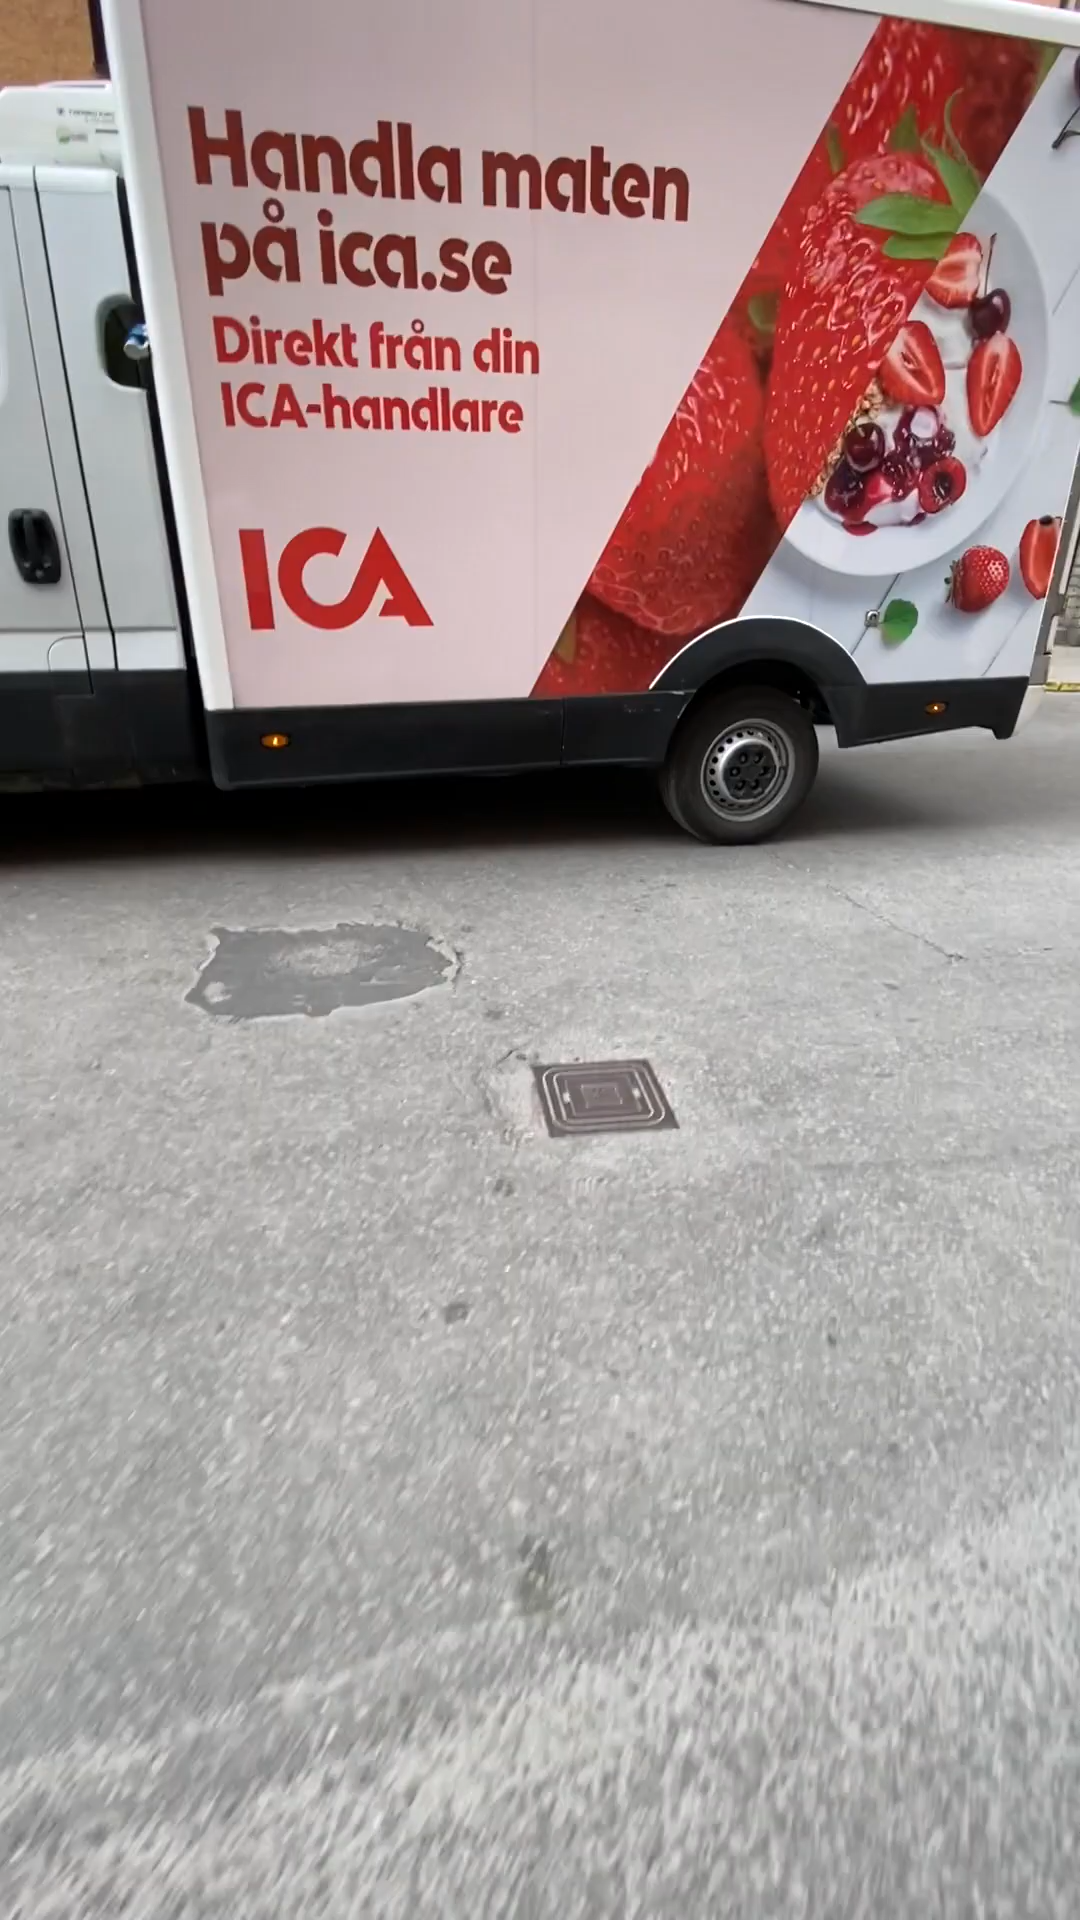 Handla maten
på ica.se
Direkt från din
ICA-handlare
ICA